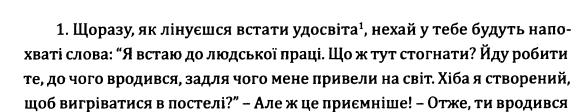 1. Щоразу, як лінуєшся встати удосвіта¹, нехай у тебе будуть напо-
хваті слова: “Я встаю до людської праці. Що ж тут стогнати? Йду робити
те, до чого вродився, задля чого мене привели на світ. Хіба я створений,
щоб вигріватися в постелі?” – Але ж це приємніше! – Отже, ти вродився